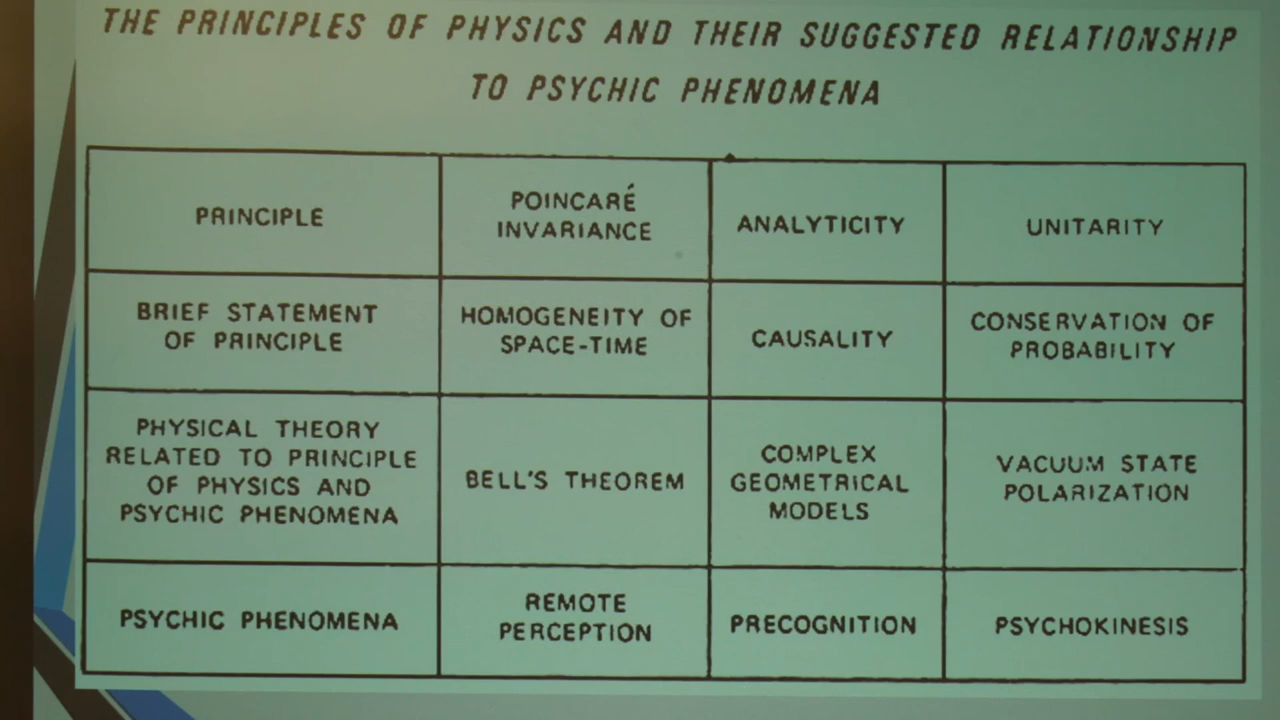 THE PRINCIPLES OF PHYSICS AND THEIR SUGGESTED RELATIONSHIP
TO PSYCHIC PHENOMENA
PRINCIPLE
POINCARÉ
INVARIANCE
ANALYTICITY
UNITARITY
BRIEF STATEMENT
OF PRINCIPLE
HOMOGENEITY OF
SPACE-TIME
CAUSALITY
CONSERVATION OF
PROBABILITY
PHYSICAL THEORY
RELATED TO PRINCIPLE
OF PHYSICS AND
PSYCHIC PHENOMENA
BELL'S THEOREM
COMPLEX
GEOMETRICAL
MODELS
VACUUM STATE
POLARIZATION
PSYCHIC PHENOMENA
REMOTE
PERCEPTION
PRECOGNITION
PSYCHOKINESIS